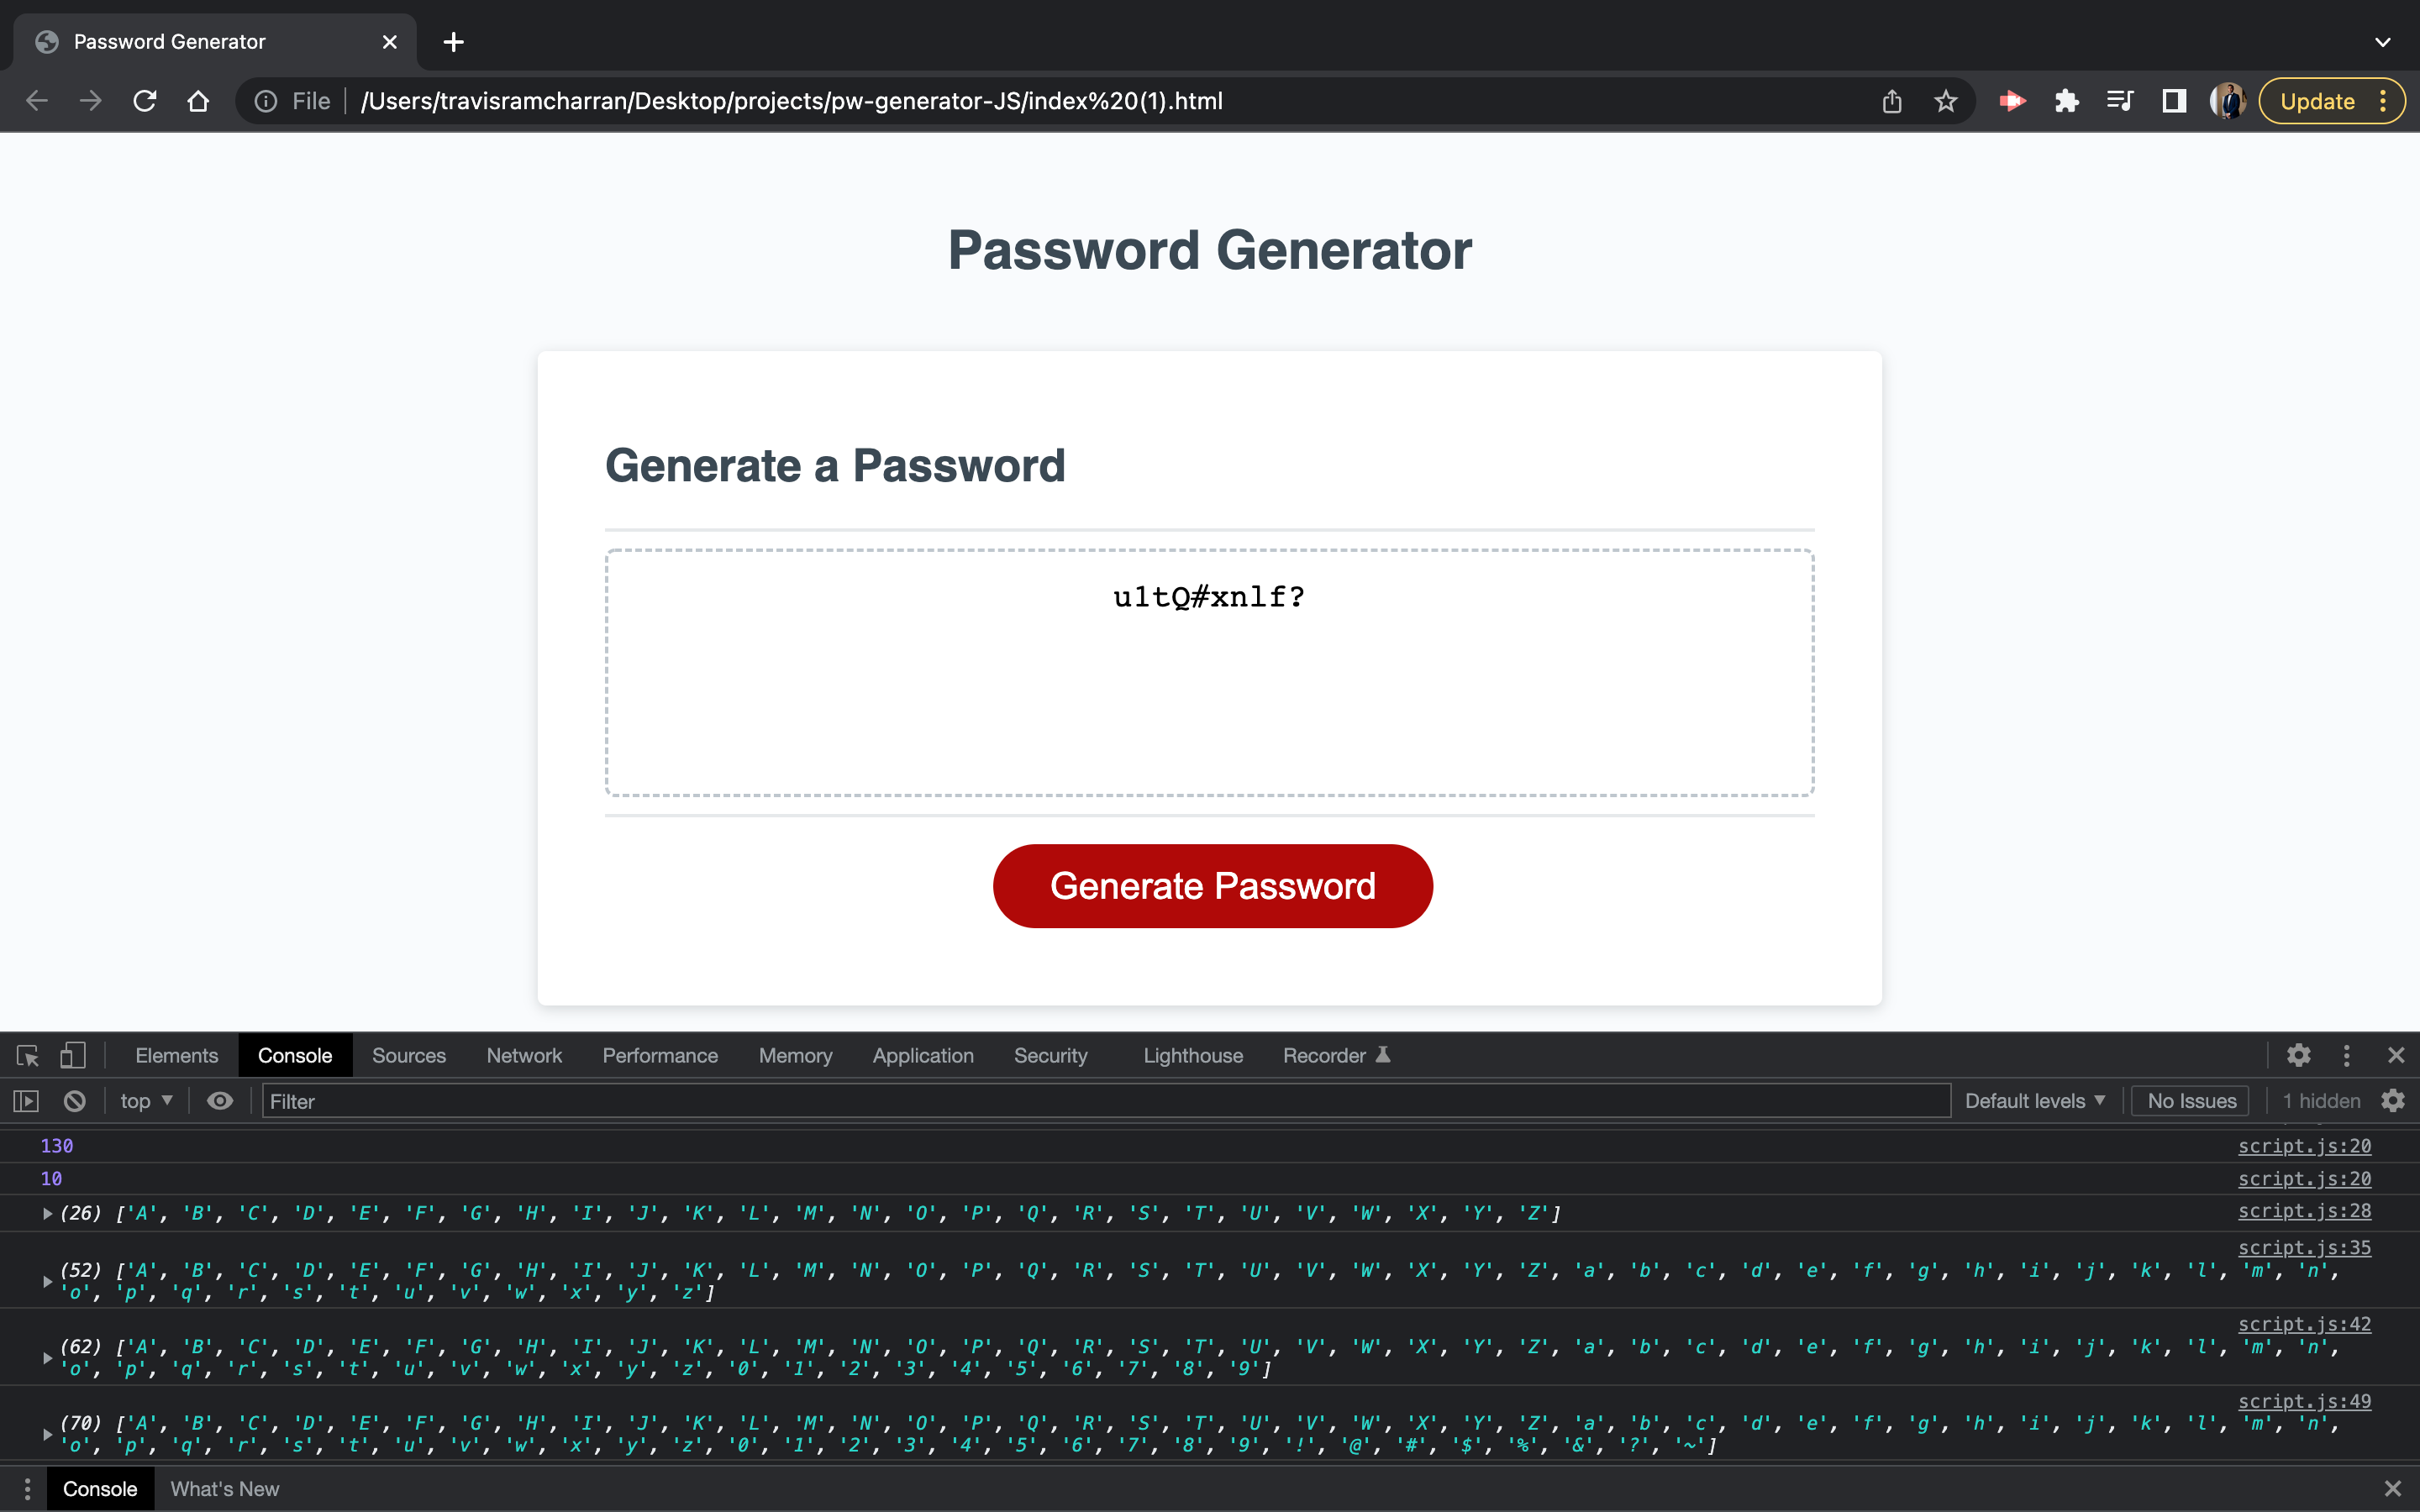 Password Generator
File /Users/travisramcharran/Desktop/projects/pw-generator-JS/index%20(1).html
Update
Password Generator
Generate a Password
u1tQ#xnlf?
Generate Password
Elements Console Sources Network Performance Memory Application Security Lighthouse Recorder
top Filter Default levels No Issues 1 hidden
130 script.js:20
10 script.js:20
(26) ['A', 'B', 'C', 'D', 'E', 'F', 'G', 'H', 'I', 'J', 'K', 'L', 'M', 'N', 'O', 'P', 'Q', 'R', 'S', 'T', 'U', 'V', 'W', 'X', 'Y', 'Z'] script.js:28
script.js:35
(52) ['A', 'B', 'C', 'D', 'E', 'F', 'G', 'H', 'I', 'J', 'K', 'L', 'M', 'N', 'O', 'P', 'Q', 'R', 'S', 'T', 'U', 'V', 'W', 'X', 'Y', 'Z', 'a', 'b', 'c', 'd', 'e', 'f', 'g', 'h', 'i', 'j', 'k', 'l', 'm', 'n',
'o', 'p', 'q', 'r', 's', 't', 'u', 'v', 'w', 'x', 'y', 'z']
script.js:42
(62) ['A', 'B', 'C', 'D', 'E', 'F', 'G', 'H', 'I', 'J', 'K', 'L', 'M', 'N', 'O', 'P', 'Q', 'R', 'S', 'T', 'U', 'V', 'W', 'X', 'Y', 'Z', 'a', 'b', 'c', 'd', 'e', 'f', 'g', 'h', 'i', 'j', 'k', 'l', 'm', 'n',
'o', 'p', 'q', 'r', 's', 't', 'u', 'v', 'w', 'x', 'y', 'z', '0', '1', '2', '3', '4', '5', '6', '7', '8', '9']
script.js:49
(70) ['A', 'B', 'C', 'D', 'E', 'F', 'G', 'H', 'I', 'J', 'K', 'L', 'M', 'N', 'O', 'P', 'Q', 'R', 'S', 'T', 'U', 'V', 'W', 'X', 'Y', 'Z', 'a', 'b', 'c', 'd', 'e', 'f', 'g', 'h', 'i', 'j', 'k', 'l', 'm', 'n',
'o', 'p', 'q', 'r', 's', 't', 'u', 'v', 'w', 'x', 'y', 'z', '0', '1', '2', '3', '4', '5', '6', '7', '8', '9', '!', '@', '#', '$', '%', '&', '?', '~']
Console What's New